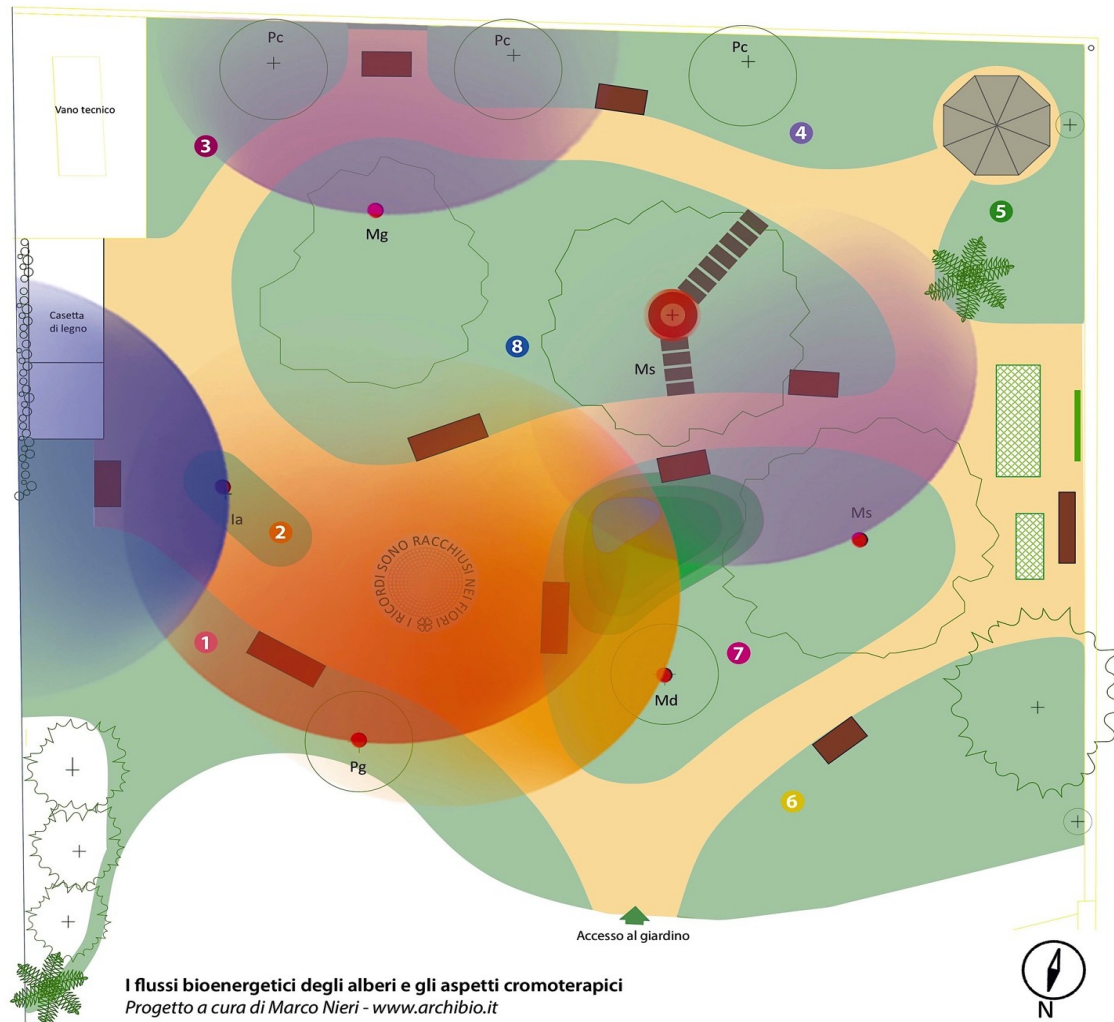 Pc
Pc
Pc
Vano tecnico
3
4
5
Mg
Casetta
di legno
8
Ms
Ia
2
I RICORDI SONO RACCHIUSI NEI FIORI
Ms
1
7
Md
Pg
6
Accesso al giardino
I flussi bioenergetici degli alberi e gli aspetti cromoterapici
Progetto a cura di Marco Nieri - www.archibio.it
N